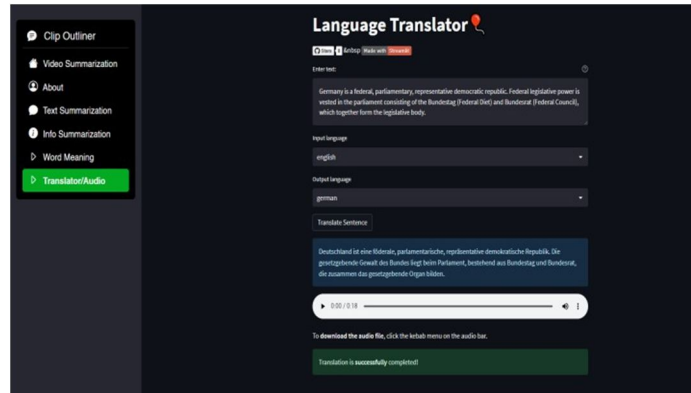 Clip Outliner
Video Summarization
About
Text Summarization
Info Summarization
Word Meaning
Translator/Audio
Language Translator
Stars &nbsp Made with Streamlit
Enter text:
Germany is a federal, parliamentary, representative democratic republic. Federal legislative power is
vested in the parliament consisting of the Bundestag (Federal Diet) and Bundesrat (Federal Council),
which together form the legislative body.
Input language
english
Output language
german
Translate Sentence
Deutschland ist eine föderale, parlamentarische, repräsentative demokratische Republik. Die
gesetzgebende Gewalt des Bundes liegt beim Parlament, bestehend aus Bundestag und Bundesrat,
die zusammen das gesetzgebende Organ bilden.
0:00 / 0:18
To download the audio file, click the kebab menu on the audio bar.
Translation is successfully completed!